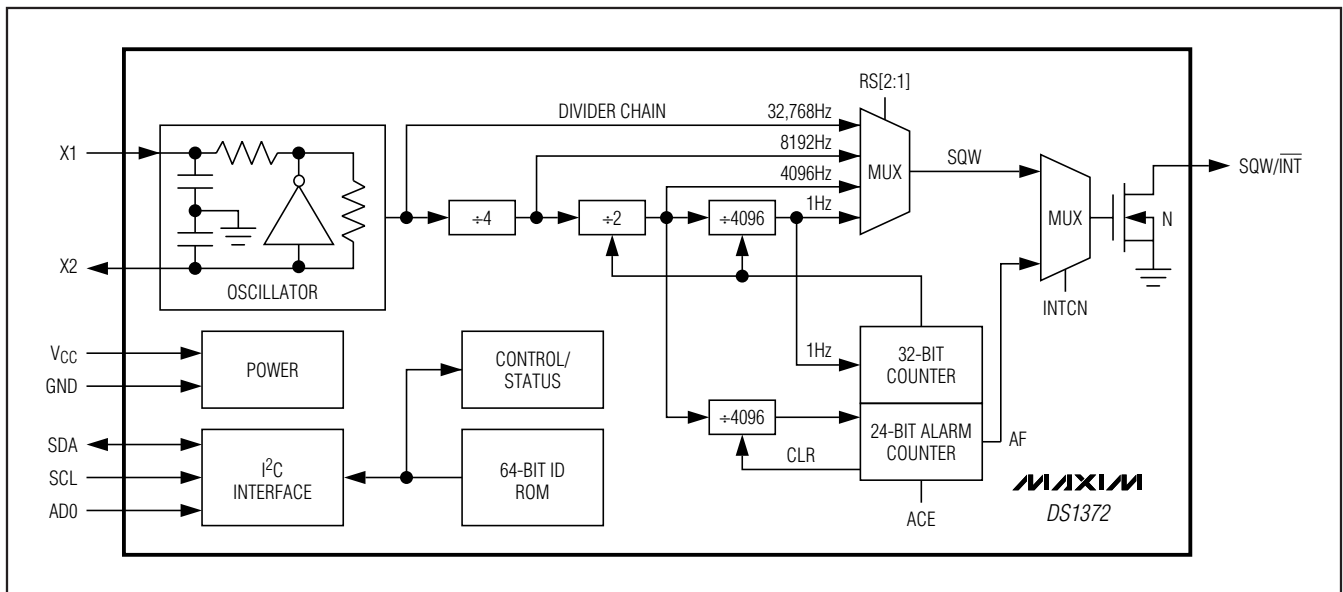 RS[2:1]
DIVIDER CHAIN
32,768Hz
8192Hz
4096Hz
1Hz
MUX
SQW
MUX
INTCN
N
SQW/I̅N̅T̅
X1
X2
OSCILLATOR
÷4
÷2
÷4096
VCC
GND
POWER
CONTROL/
STATUS
1Hz
32-BIT
COUNTER
÷4096
CLR
24-BIT ALARM
COUNTER
AF
ACE
SDA
SCL
AD0
I²C
INTERFACE
64-BIT ID
ROM
MAXIM
DS1372